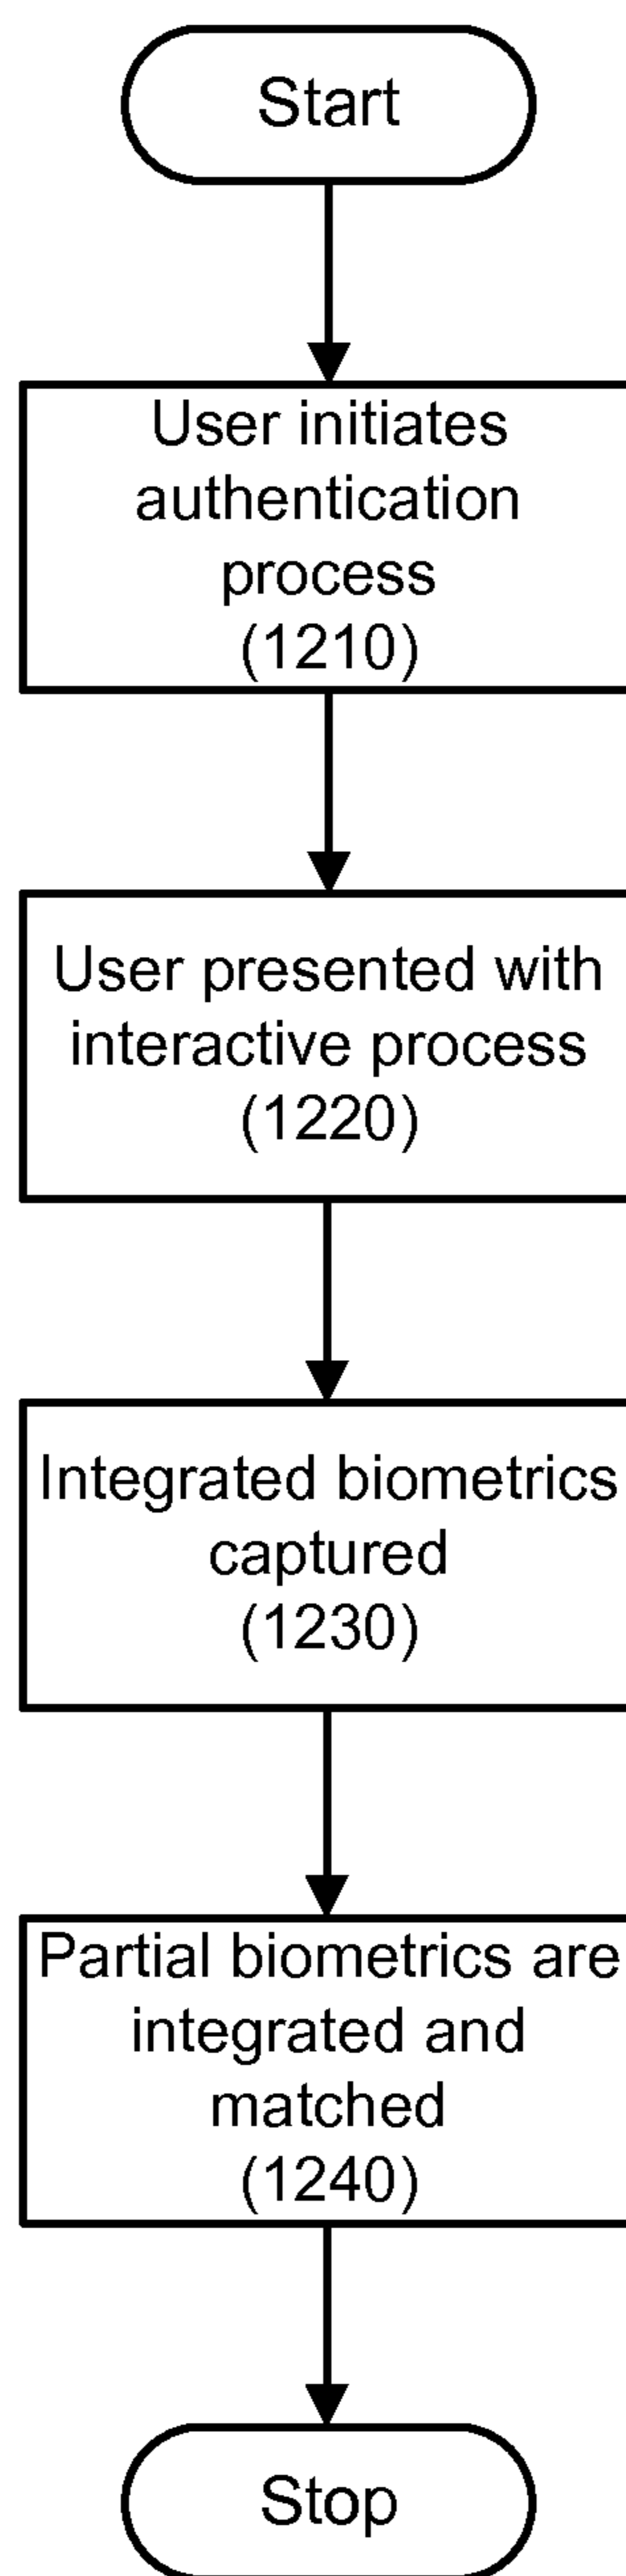 Start
User initiates
authentication
process
(1210)
User presented with
interactive process
(1220)
Integrated biometrics
captured
(1230)
Partial biometrics are
integrated and
matched
(1240)
Stop